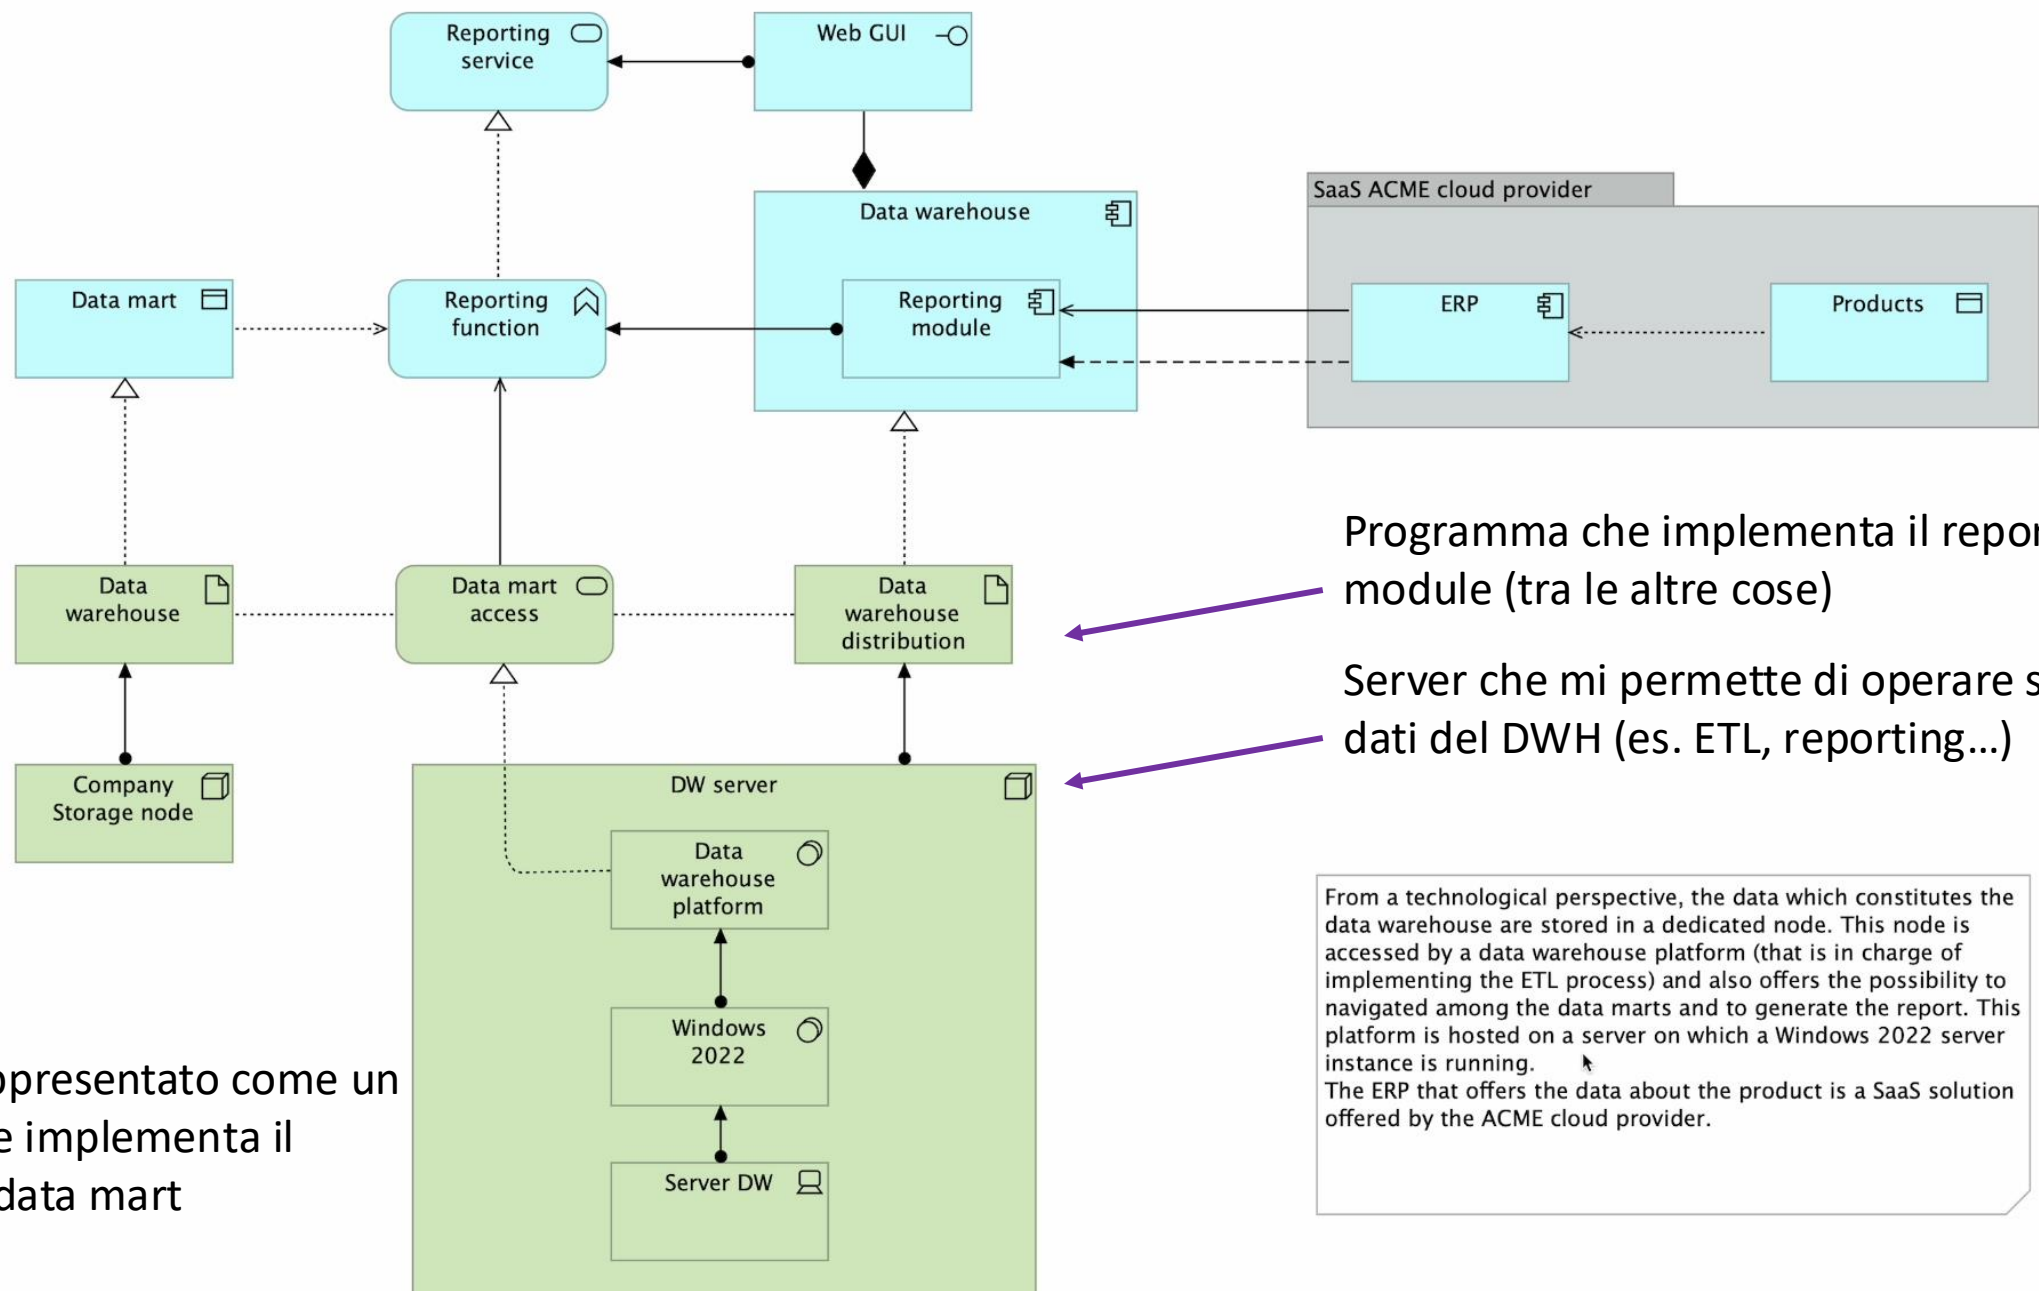 Reporting
service
Web GUI
SaaS ACME cloud provider
Data warehouse
Data mart
Reporting
function
Reporting
module
ERP
Products
Programma che implementa il
module (tra le altre cose)
Data
warehouse
Data mart
access
Data
warehouse
distribution
Server che mi permette di operare
dati del DWH (es. ETL, reporting...)
Company
Storage node
DW server
Data
warehouse
platform
Windows
2022
Server DW
From a technological perspective, the data which constitutes the
data warehouse are stored in a dedicated node. This node is
accessed by a data warehouse platform (that is in charge of
implementing the ETL process) and also offers the possibility to
navigated among the data marts and to generate the report. This
platform is hosted on a server on which a Windows 2022 server
instance is running.
The ERP that offers the data about the product is a SaaS solution
offered by the ACME cloud provider.
come un
implementa il
data mart